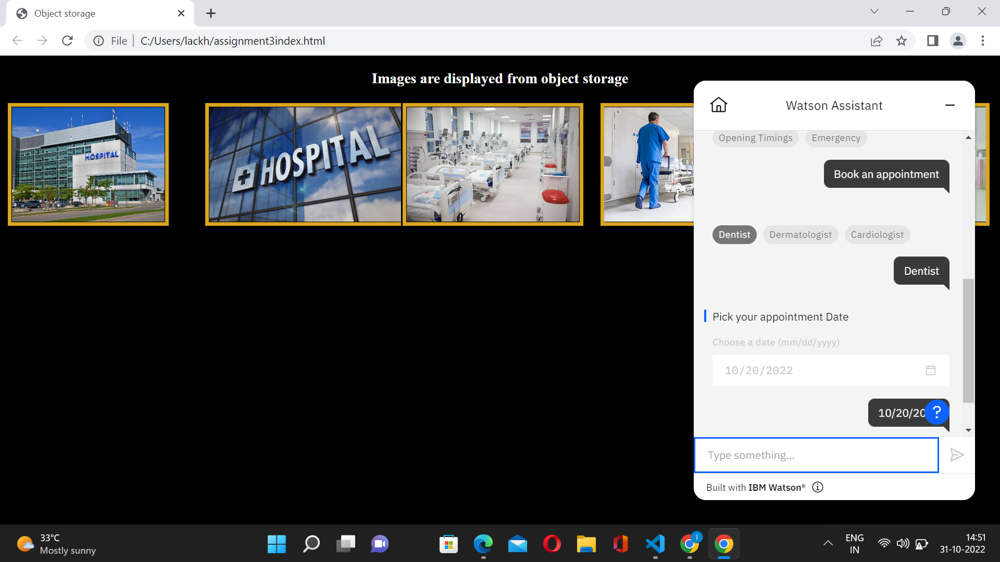 Object storage
File
C:/Users/lackh/assignment3index.html
Images are displayed from object storage
HOSPITAL
HOSPITAL
Watson Assistant
Opening Timings
Emergency
Book an appointment
Dentist
Dermatologist
Cardiologist
Dentist
Pick your appointment Date
Choose a date (mm/dd/yyyy)
10/20/2022
10/20/20
?
Type something...
Built with IBM Watson®
33°C
Mostly sunny
ENG
IN
14:51
31-10-2022